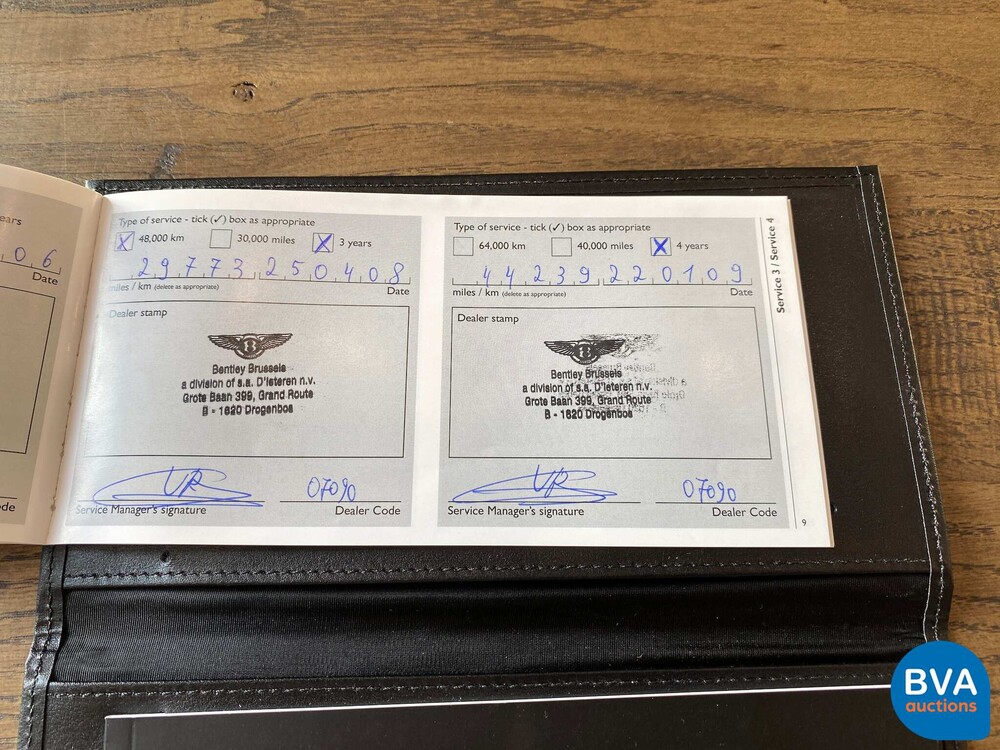 ears
06
Date
de
Type of service - tick (✓) box as appropriate
X 48,000 km 30,000 miles X 3 years
29773 250408
miles / km (delete as appropriate) Date
Dealer stamp
B
Bentley Brussels
a division of s.a. D'Ieteren n.v.
Grote Baan 399, Grand Route
B - 1620 Drogenbos
VR 07090
Service Manager's signature Dealer Code
Type of service - tick (✓) box as appropriate
64,000 km 40,000 miles X 4 years
44239 220109
miles / km (delete as appropriate) Date
Dealer stamp
B
Bentley Brussels
a division of s.a. D'Ieteren n.v.
Grote Baan 399, Grand Route
B - 1620 Drogenbos
VR 07090
Service Manager's signature Dealer Code
Service 3 / Service 4
9
BVA
auctions